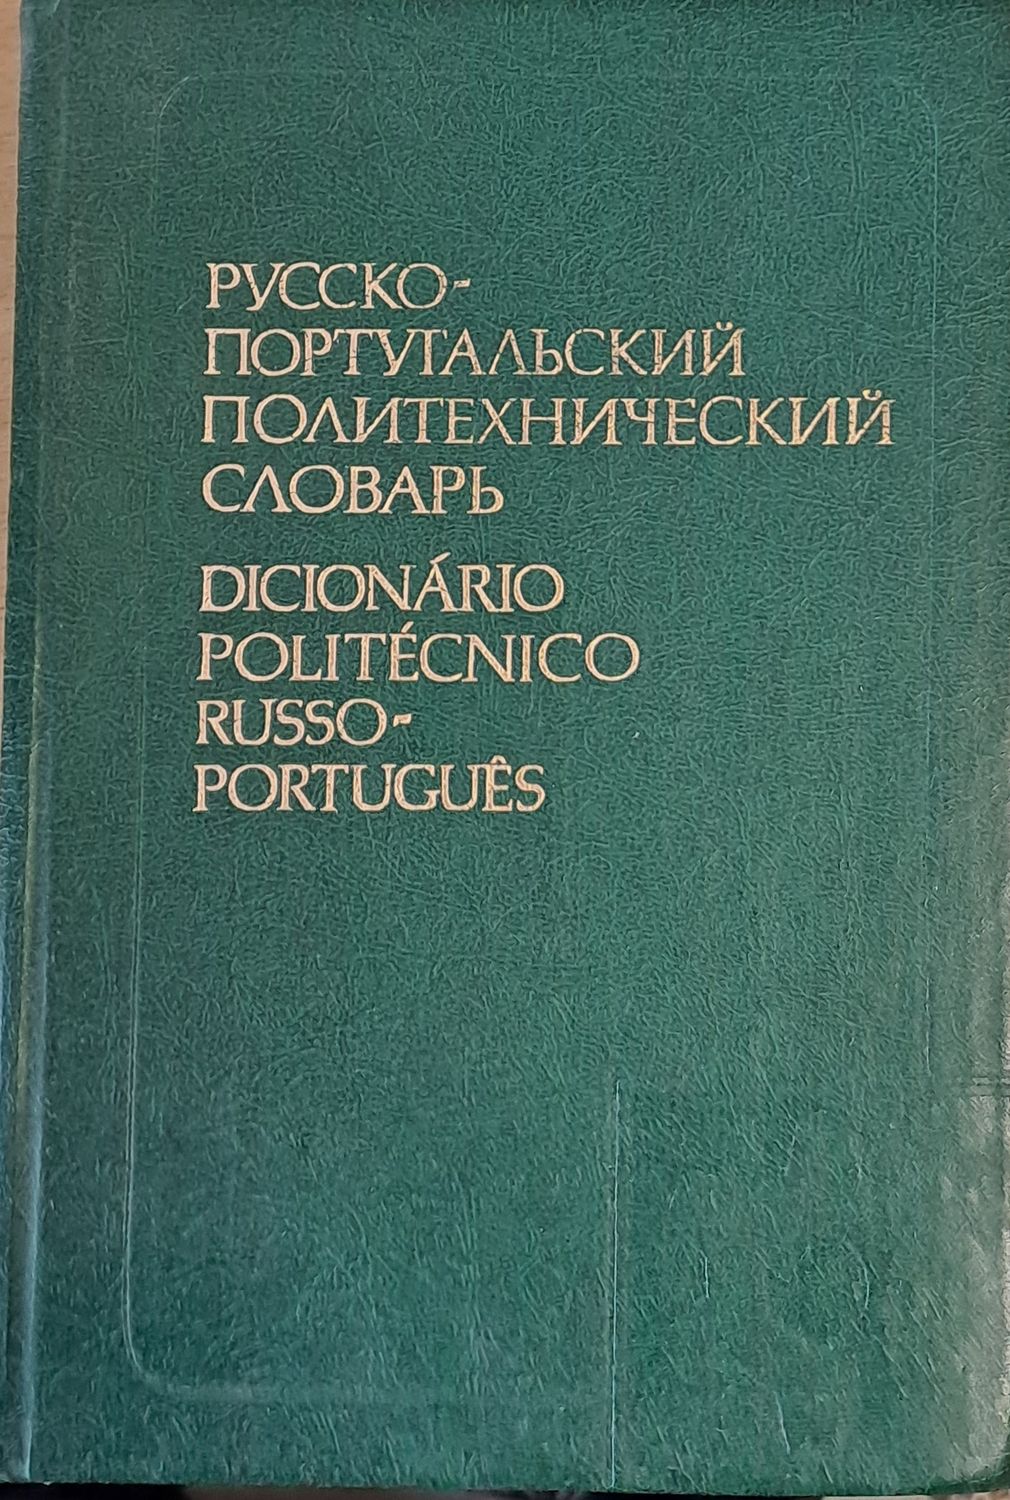 РУССКО-
ПОРТУГАЛЬСКИЙ
ПОЛИТЕХНИЧЕСКИЙ
СЛОВАРЬ
DICIONÁRIO
POLITÉCNICO
RUSSO-
PORTUGUÊS